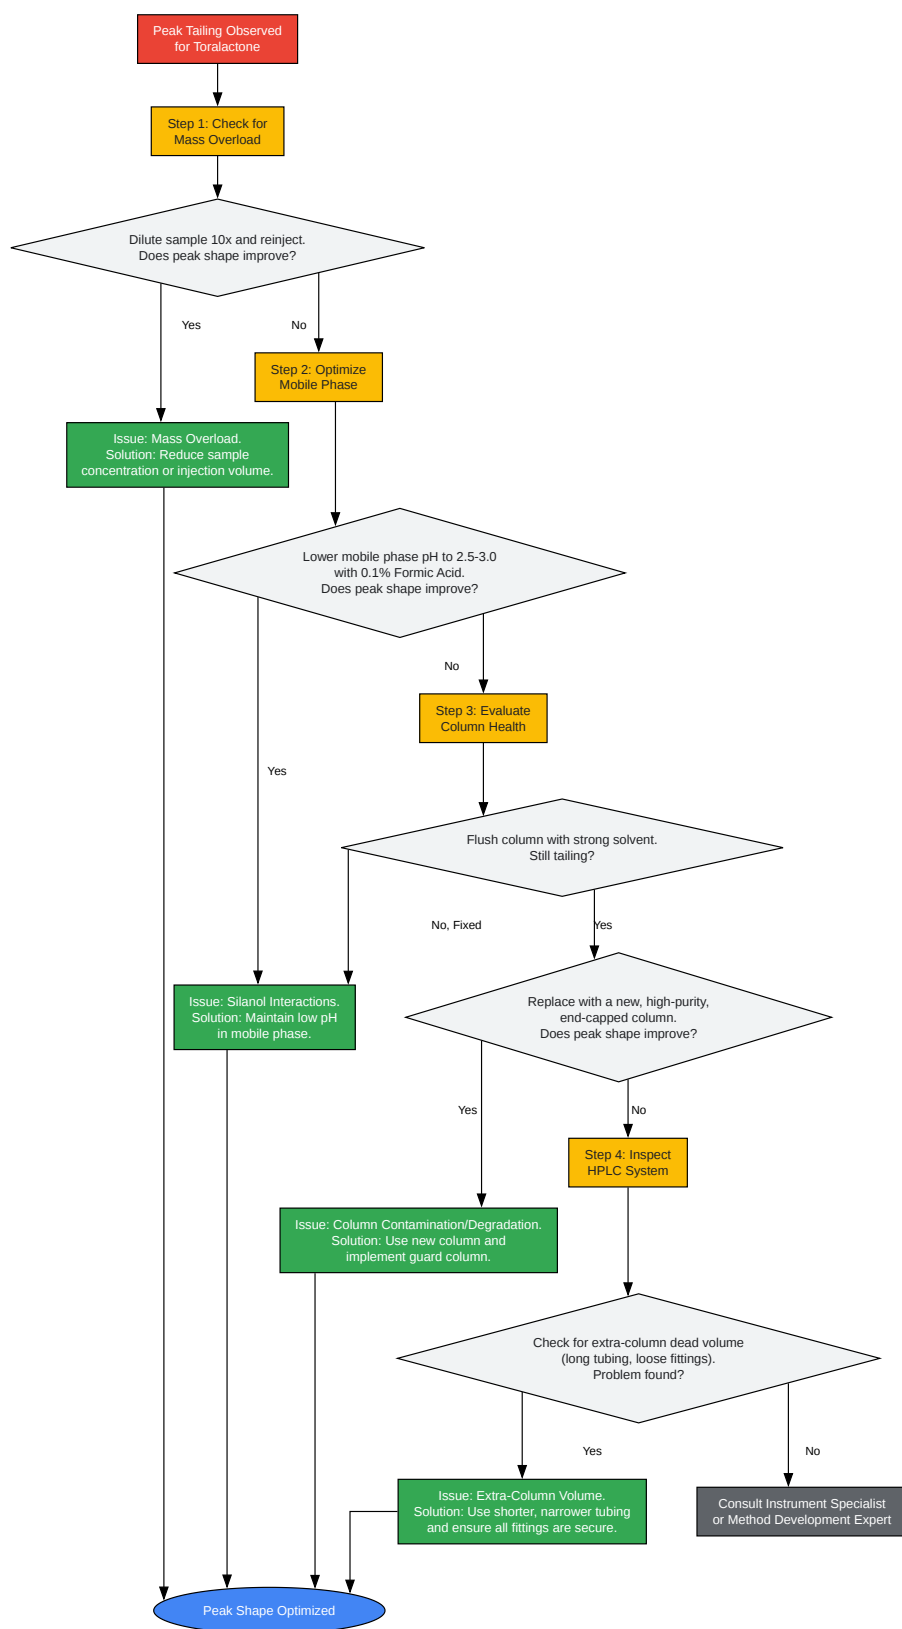 Peak Tailing Observed
for Toralactone
Step 1: Check for
Mass Overload
Dilute sample 10x and reinject.
Does peak shape improve?
Yes
No
Step 2: Optimize
Mobile Phase
Issue: Mass Overload.
Solution: Reduce sample
concentration or injection volume.
Lower mobile phase pH to 2.5-3.0
with 0.1% Formic Acid.
Does peak shape improve?
No
Step 3: Evaluate
Column Health
Yes
Flush column with strong solvent.
Still tailing?
No, Fixed
Yes
Issue: Silanol Interactions.
Solution: Maintain low pH
in mobile phase.
Replace with a new, high-purity,
end-capped column.
Does peak shape improve?
Yes
No
Step 4: Inspect
HPLC System
Issue: Column Contamination/Degradation.
Solution: Use new column and
implement guard column.
Check for extra-column dead volume
(long tubing, loose fittings).
Problem found?
Yes
No
Issue: Extra-Column Volume.
Solution: Use shorter, narrower tubing
and ensure all fittings are secure.
Consult Instrument Specialist
or Method Development Expert
Peak Shape Optimized